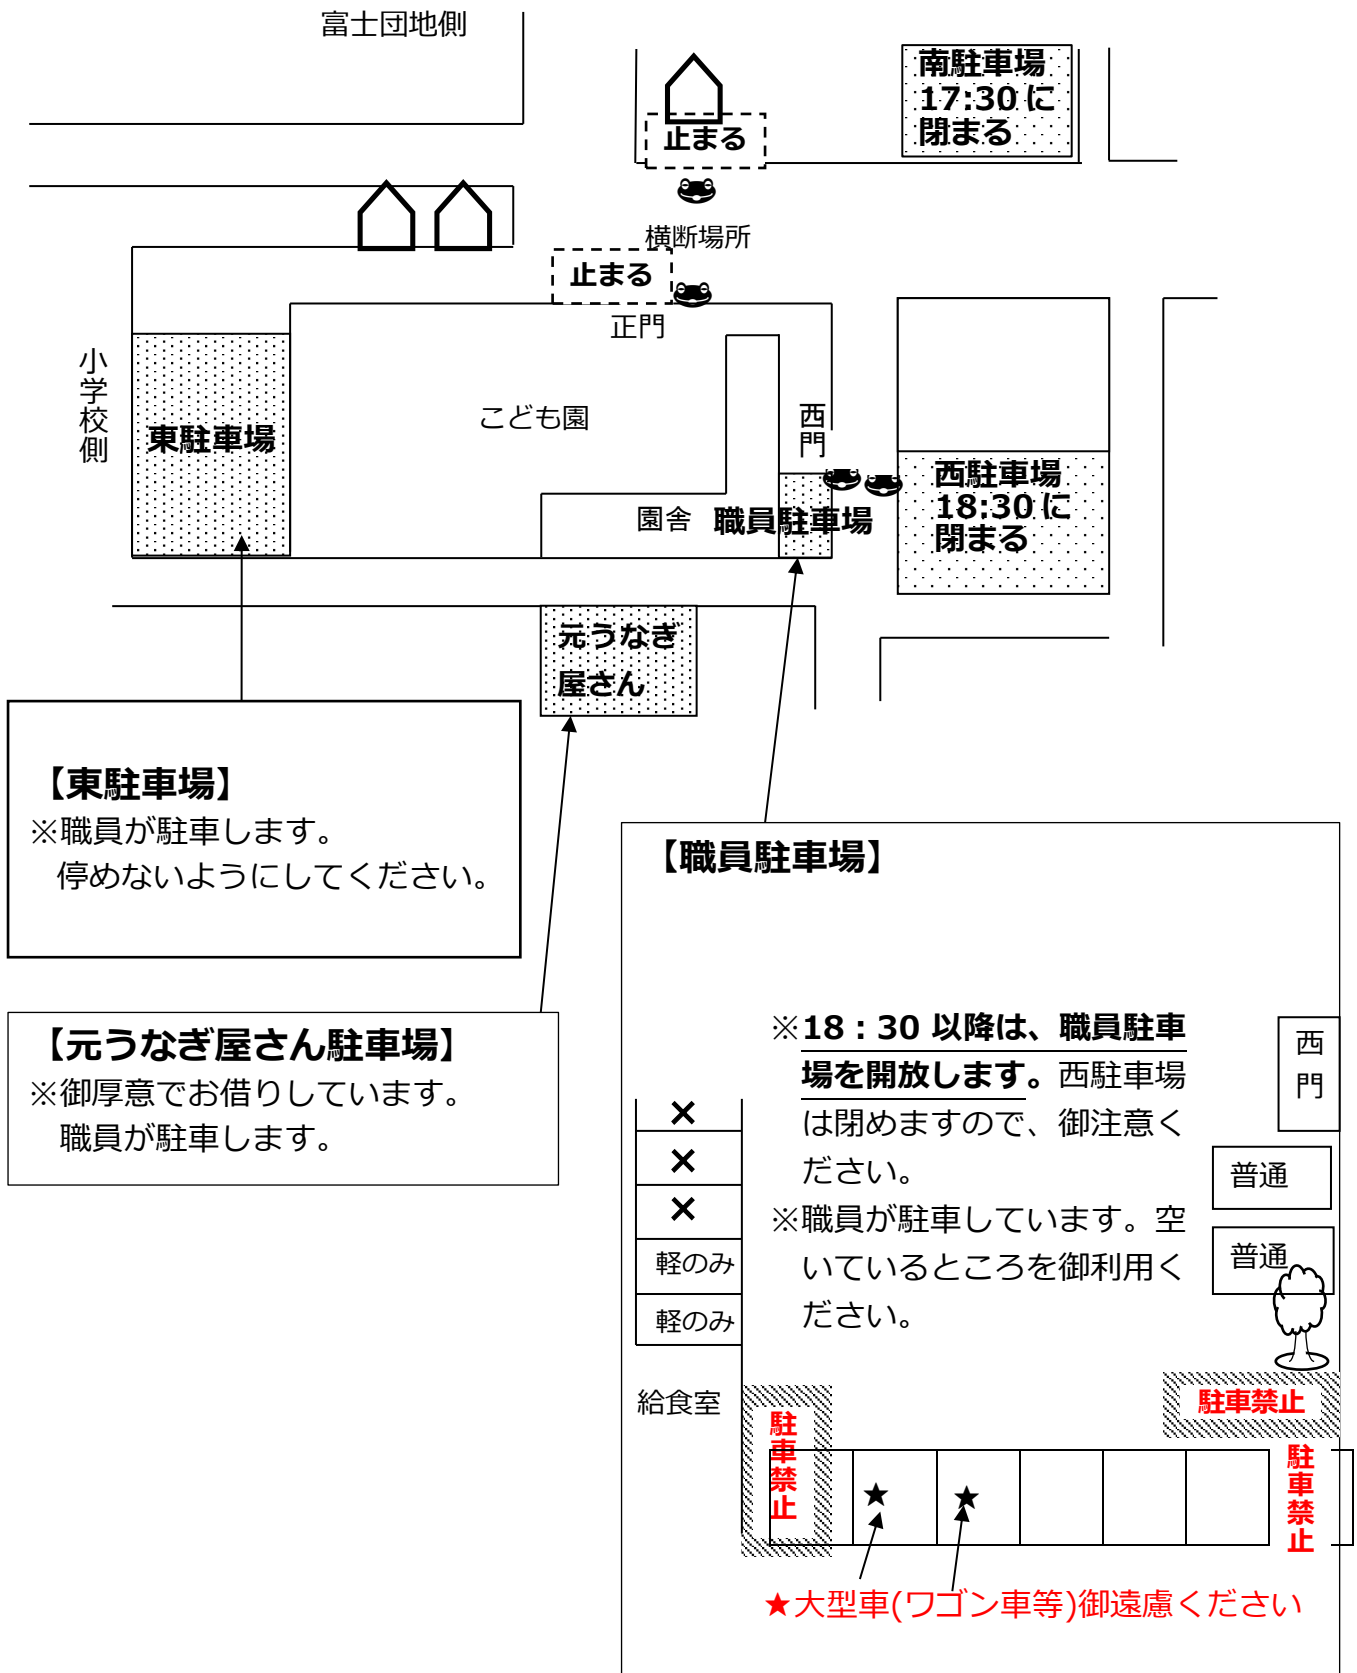 富士団地側
南駐車場
17:30に
閉まる
止まる
横断場所
止まる
正門
小学校側
東駐車場
こども園
西門
西駐車場
18:30に
閉まる
園舎
職員駐車場
元うなぎ
屋さん
【東駐車場】
※職員が駐車します。
停めないようにしてください。
【元うなぎ屋さん駐車場】
※御厚意でお借りしています。
職員が駐車します。
【職員駐車場】
※18：30 以降は、職員駐車
場を開放します。西駐車場
は閉めますので、御注意く
ださい。
※職員が駐車しています。空
いているところを御利用く
ださい。
西門
普通
普通
×
×
×
軽のみ
軽のみ
給食室
駐車禁止
駐車禁止
駐車禁止
★
★
★大型車(ワゴン車等)御遠慮ください